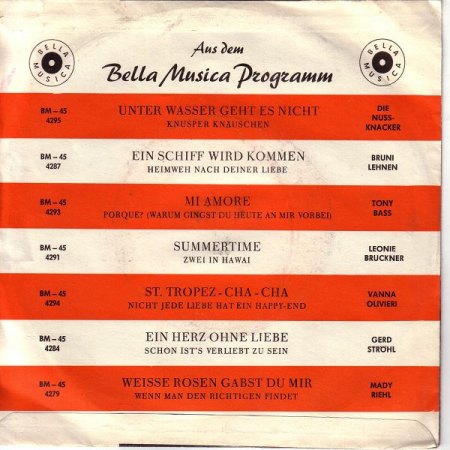 BELLA MUSICA
Aus dem
BELLA MUSICA
Bella Musica Programm
BM – 45
4295
UNTER WASSER GEHT ES NICHT
KNUSPER KNÄUSCHEN
DIE
NUSS-
KNACKER
BM – 45
4287
EIN SCHIFF WIRD KOMMEN
HEIMWEH NACH DEINER LIEBE
BRUNI
LEHNEN
BM – 45
4293
MI AMORE
PORQUE? (WARUM GINGST DU HEUTE AN MIR VORBEI)
TONY
BASS
BM – 45
4291
SUMMERTIME
ZWEI IN HAWAI
LEONIE
BRUCKNER
BM – 45
4294
ST. TROPEZ - CHA - CHA
NICHT JEDE LIEBE HAT EIN HAPPY-END
VANNA
OLIVIERI
BM – 45
4284
EIN HERZ OHNE LIEBE
SCHÖN IST'S VERLIEBT ZU SEIN
GERD
STRÖHL
BM – 45
4279
WEISSE ROSEN GABST DU MIR
WENN MAN DEN RICHTIGEN FINDET
MADY
RIEHL